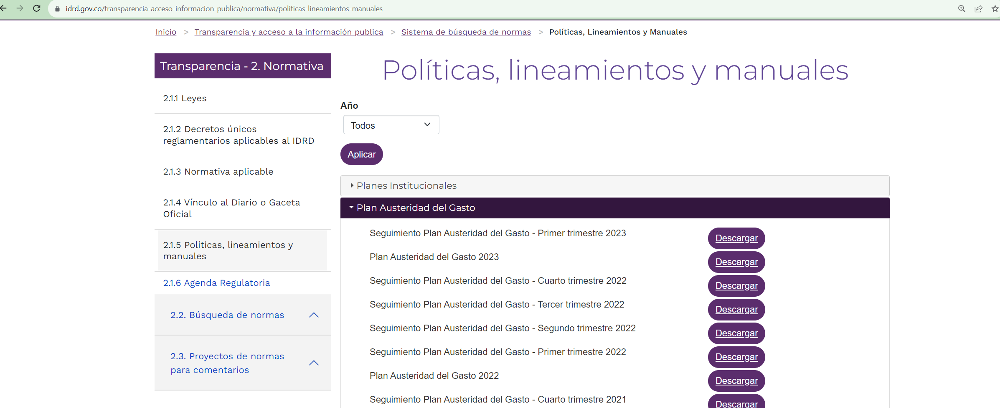 idrd.gov.co/transparencia-acceso-informacion-publica/normativa/politicas-lineamientos-manuales
Inicio > Transparencia y acceso a la información publica > Sistema de búsqueda de normas > Políticas, Lineamientos y Manuales
Transparencia - 2. Normativa
2.1.1 Leyes
2.1.2 Decretos únicos
reglamentarios aplicables al IDRD
2.1.3 Normativa aplicable
2.1.4 Vínculo al Diario o Gaceta
Oficial
2.1.5 Políticas, lineamientos y
manuales
2.1.6 Agenda Regulatoria
2.2. Búsqueda de normas
2.3. Proyectos de normas
para comentarios
Políticas, lineamientos y manuales
Año
Todos
Aplicar
Planes Institucionales
Plan Austeridad del Gasto
Seguimiento Plan Austeridad del Gasto - Primer trimestre 2023 Descargar
Plan Austeridad del Gasto 2023 Descargar
Seguimiento Plan Austeridad del Gasto - Cuarto trimestre 2022 Descargar
Seguimiento Plan Austeridad del Gasto - Tercer trimestre 2022 Descargar
Seguimiento Plan Austeridad del Gasto - Segundo trimestre 2022 Descargar
Seguimiento Plan Austeridad del Gasto - Primer trimestre 2022 Descargar
Plan Austeridad del Gasto 2022 Descargar
Seguimiento Plan Austeridad del Gasto - Cuarto trimestre 2021 Descargar